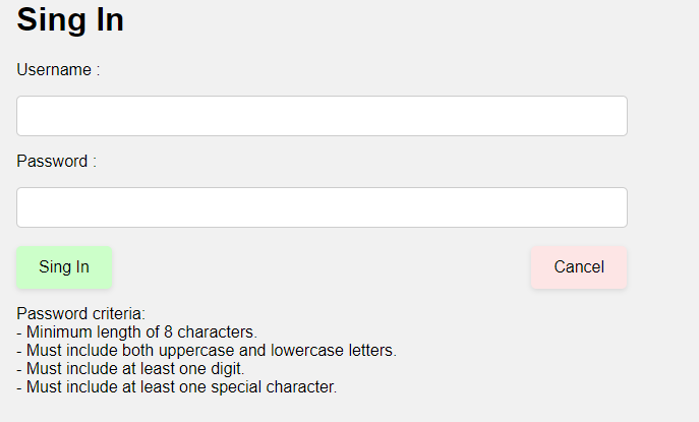 Sing In
Username :
Password :
Sing In
Cancel
Password criteria:
- Minimum length of 8 characters.
- Must include both uppercase and lowercase letters.
- Must include at least one digit.
- Must include at least one special character.